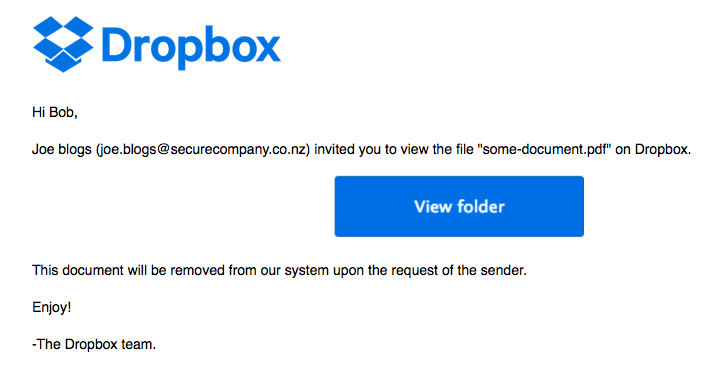 Dropbox
Hi Bob,
Joe blogs (joe.blogs@securecompany.co.nz) invited you to view the file "some-document.pdf" on Dropbox.
View folder
This document will be removed from our system upon the request of the sender.
Enjoy!
-The Dropbox team.